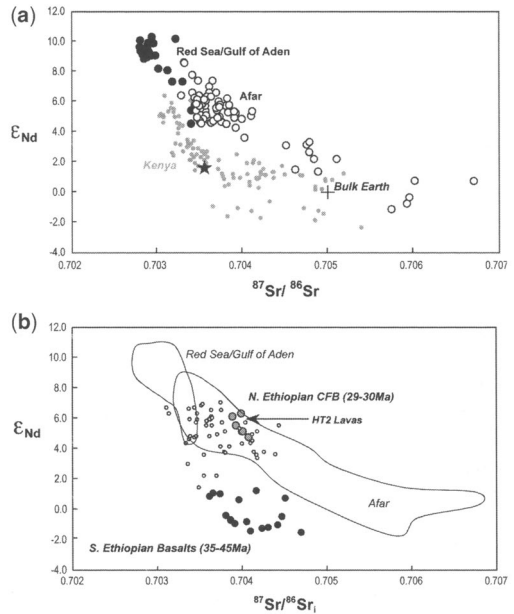 (a)
12.0
10.0
8.0
6.0
4.0
2.0
0.0
-2.0
-4.0
εNd
Red Sea/Gulf of Aden
Afar
Kenya
Bulk Earth
0.702
0.703
0.704
0.705
0.706
0.707
87Sr/ 86Sr
(b)
12.0
10.0
8.0
6.0
4.0
2.0
0.0
-2.0
-4.0
εNd
Red Sea/Gulf of Aden
N. Ethiopian CFB (29-30Ma)
HT2 Lavas
Afar
S. Ethiopian Basalts (35-45Ma)
0.702
0.703
0.704
0.705
0.706
0.707
87Sr/86Sri